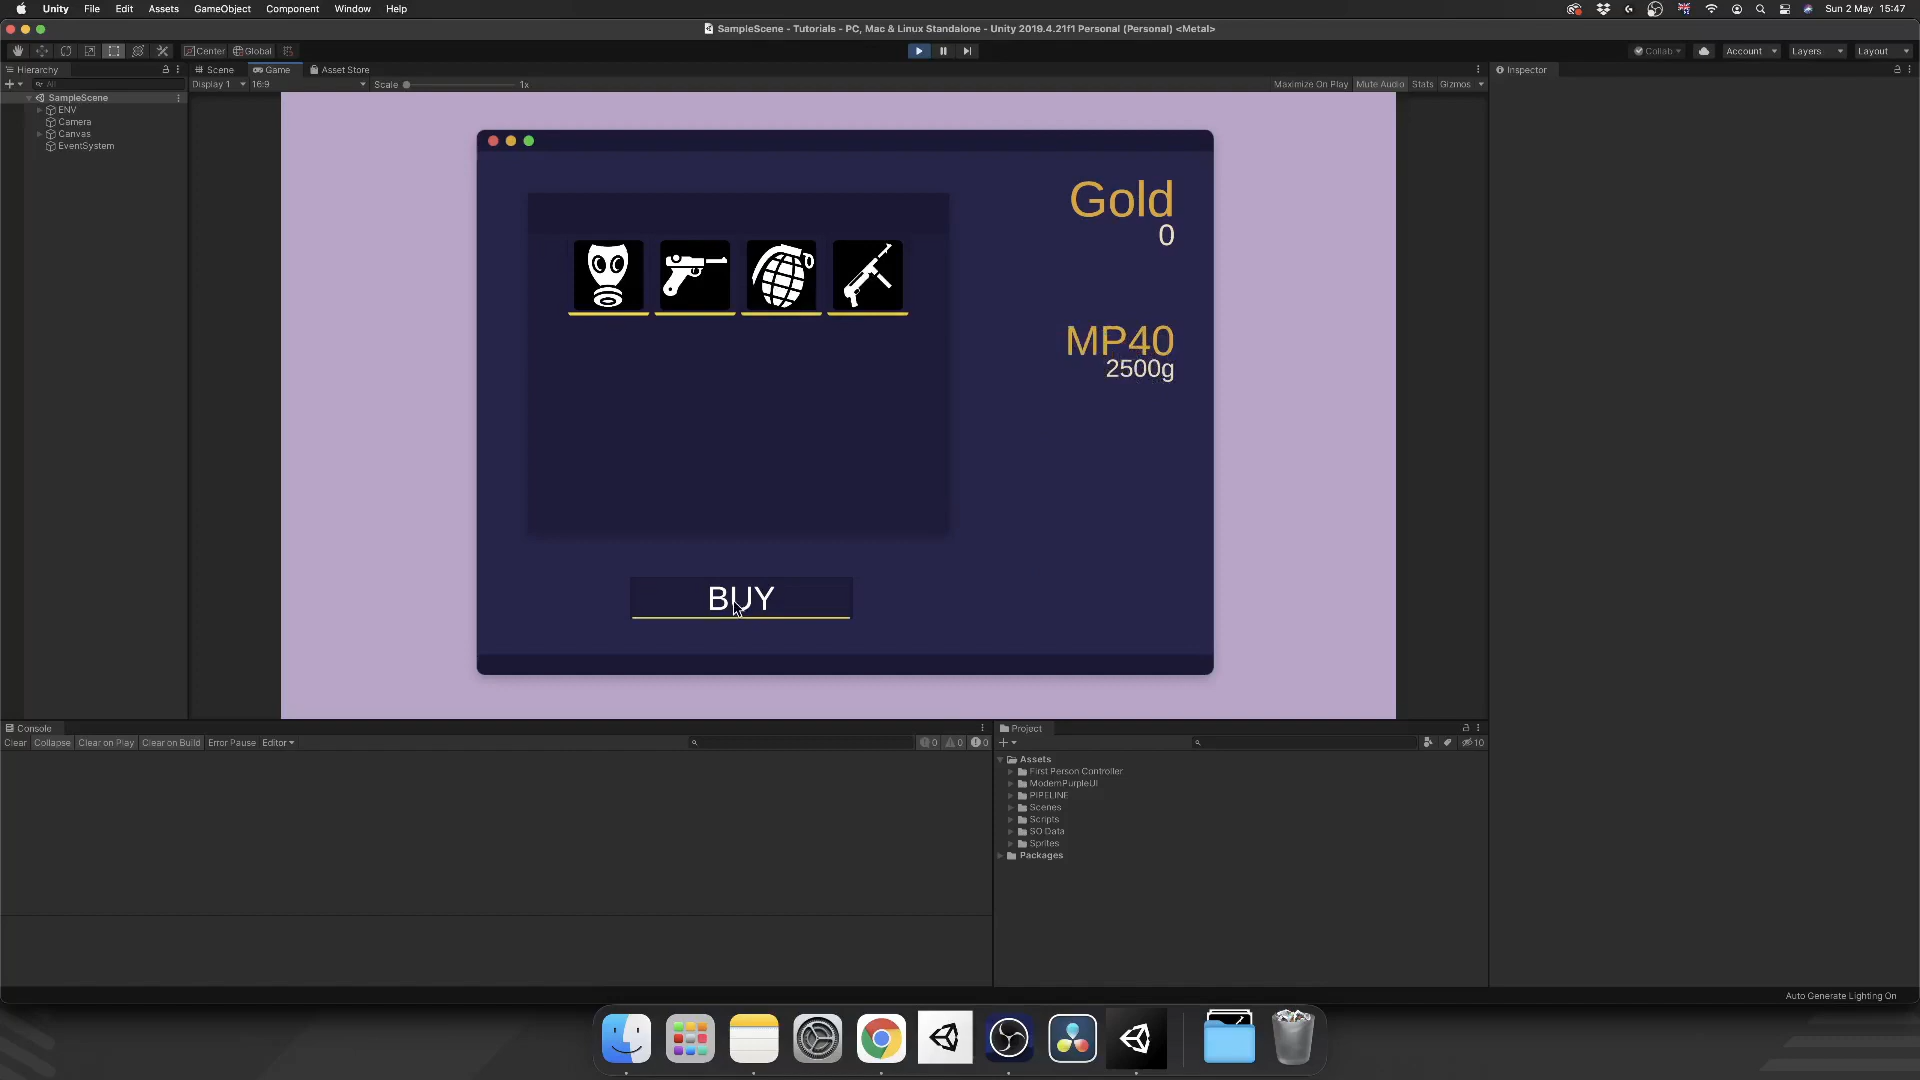 Unity File Edit Assets GameObject Component Window Help Sun 2 May 15:47
SampleScene - Tutorials - PC, Mac & Linux Standalone - Unity 2019.4.21f1 Personal (Personal) <Metal>
Center Global Collab Account Layers Layout
Hierarchy Scene Game Asset Store Inspector
All Display 1 16:9 Scale 1x Maximize On Play Mute Audio Stats Gizmos
SampleScene
ENV
Camera
Canvas
EventSystem
Gold
0
MP40
2500g
BUY
Console Project
Clear Collapse Clear on Play Clear on Build Error Pause Editor 0 0 0 10
Assets
First Person Controller
ModernPurpleUI
PIPELINE
Scenes
Scripts
SO Data
Sprites
Packages
Auto Generate Lighting On